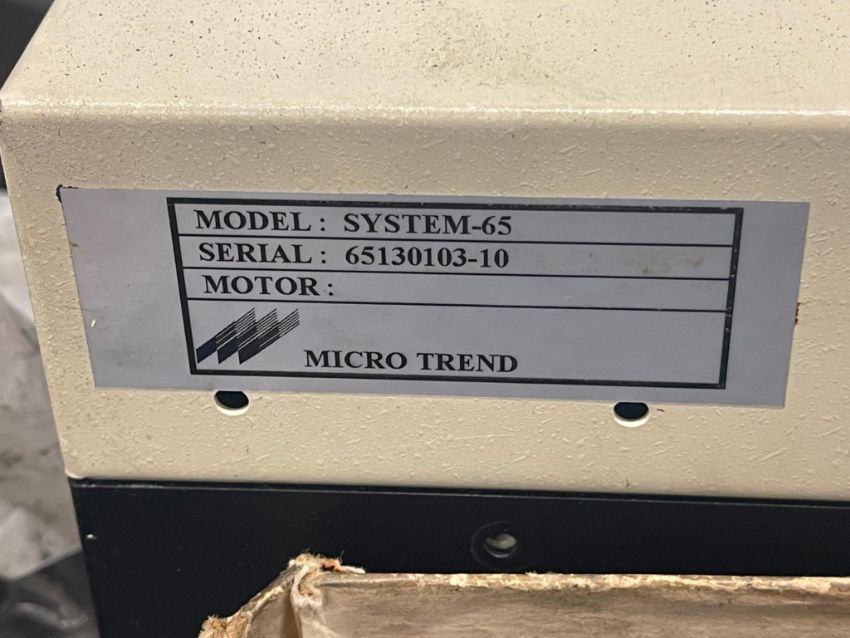 MODEL : SYSTEM-65
SERIAL : 65130103-10
MOTOR :
MICRO TREND